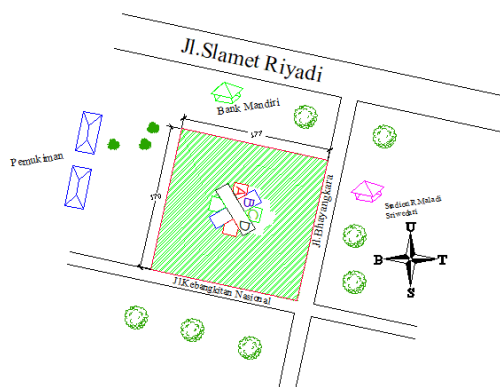 Jl.Slamet Riyadi
Bank Mandiri
177
Pemukiman
170
A
B
C
D
Jl.Bhayangkara
Stadion R.Maladi
Sriwedari
U
B
T
S
Jl.Kebangkitan Nasional